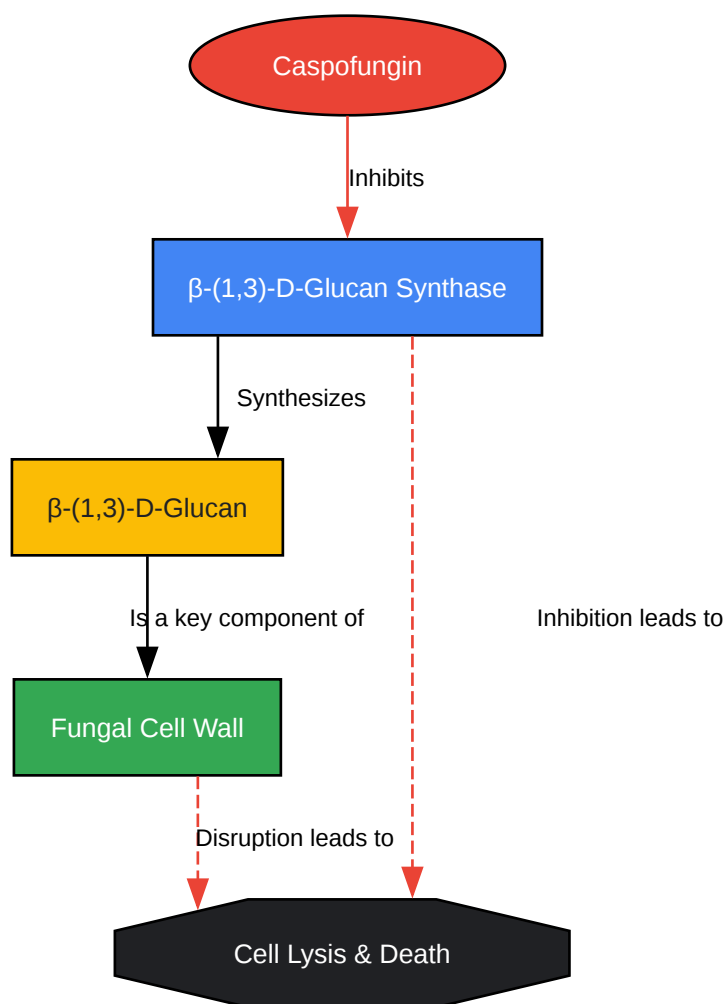 Caspofungin
Inhibits
β-(1,3)-D-Glucan Synthase
Synthesizes
β-(1,3)-D-Glucan
Is a key component of
Inhibition leads to
Fungal Cell Wall
Disruption leads to
Cell Lysis & Death